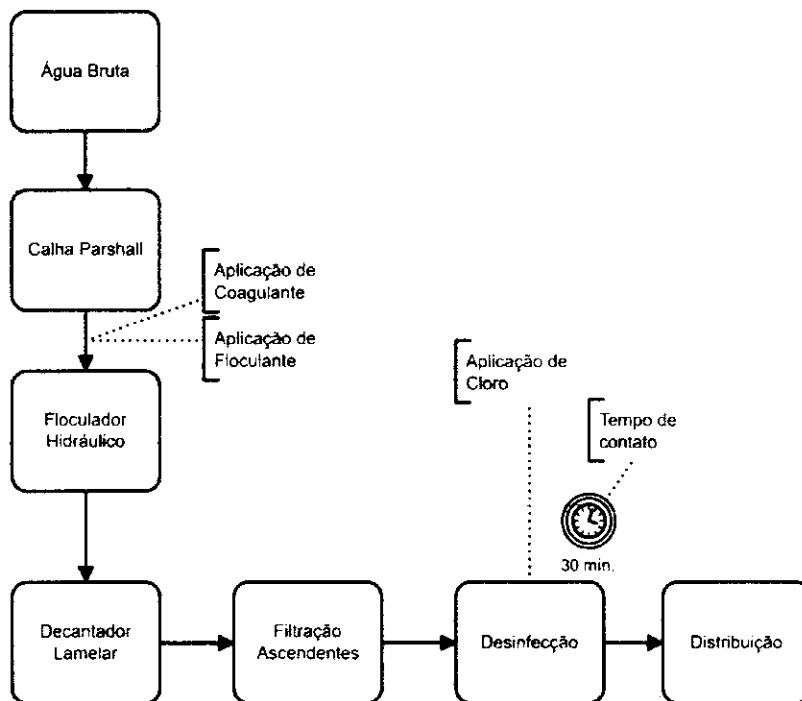 Água Bruta
Calha Parshall
Aplicação de
Coagulante
Aplicação de
Floculante
Floculador
Hidráulico
Aplicação de
Cloro
Tempo de
contato
30 min.
Decantador
Lamelar
Filtração
Ascendentes
Desinfecção
Distribuição